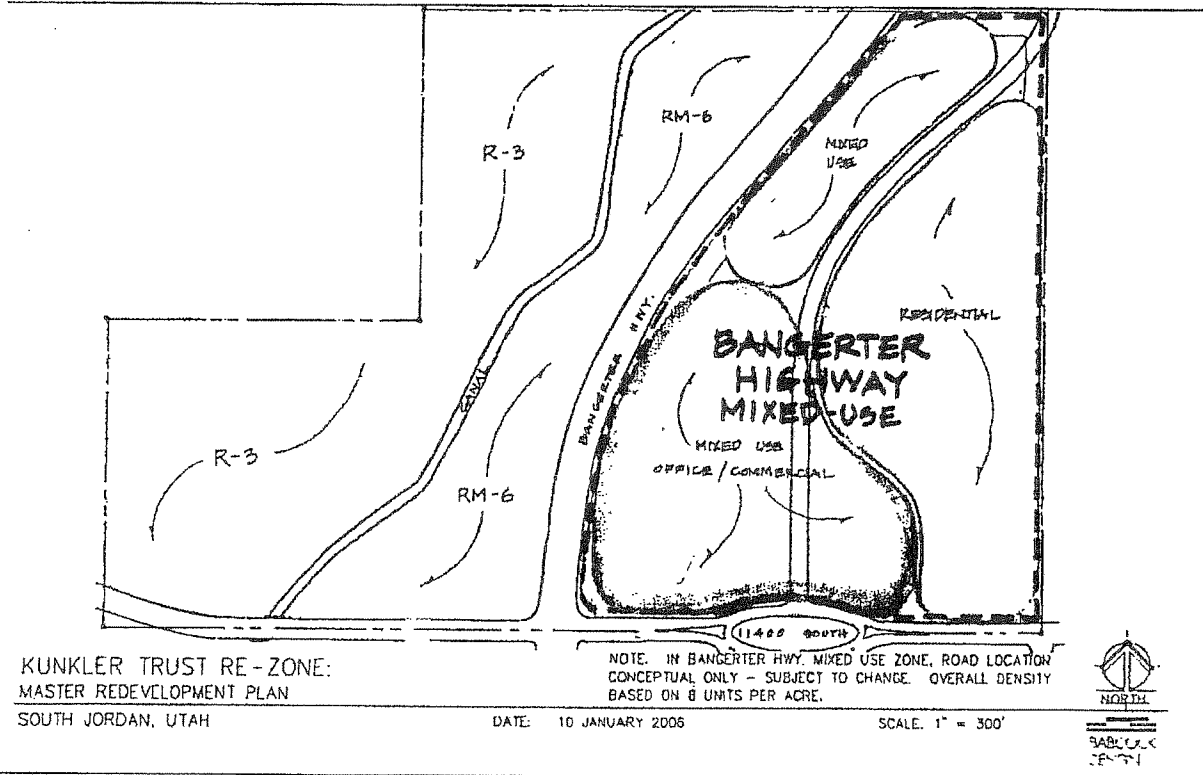 R-3
RM-6
MIXED
USE
RESIDENTIAL
BANGERTER HWY.
BANGERTER
HIGHWAY
MIXED-USE
MIXED USE
OFFICE / COMMERCIAL
CANAL
R-3
RM-6
11400 SOUTH
KUNKLER TRUST RE-ZONE:
MASTER REDEVELOPMENT PLAN
SOUTH JORDAN, UTAH
NOTE. IN BANGERTER HWY. MIXED USE ZONE, ROAD LOCATION
CONCEPTUAL ONLY - SUBJECT TO CHANGE. OVERALL DENSITY
BASED ON 8 UNITS PER ACRE.
DATE: 10 JANUARY 2006
SCALE. 1" = 300'
NORTH
BABCOCK